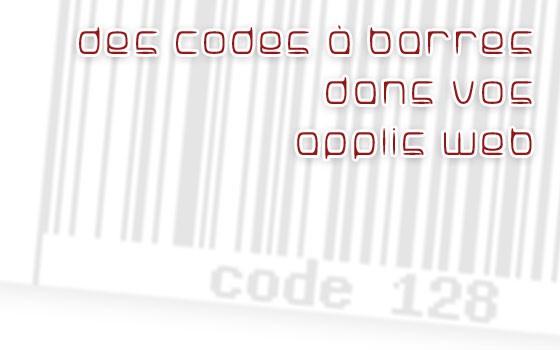 des codes à barres
dans vos
applis web
code 128